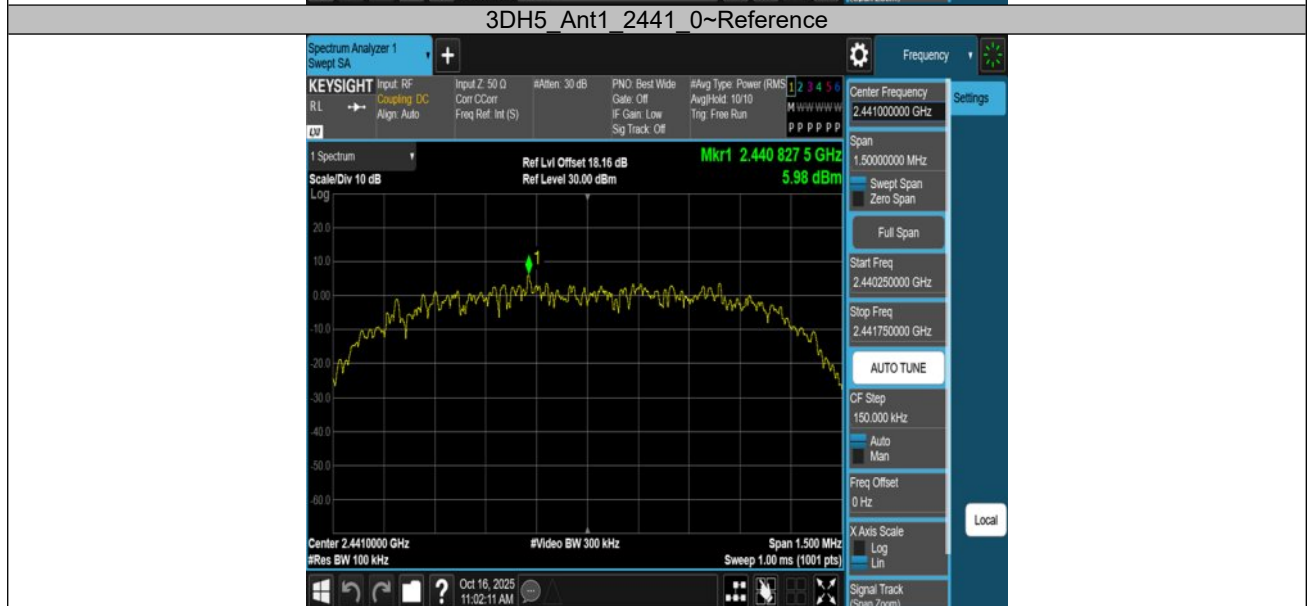 3DH5_Ant1_2441_0~Reference
Spectrum Analyzer 1
Swept SA
+
Frequency
KEYSIGHT
RL
LXI
Input: RF
Coupling: DC
Align: Auto
Input Z: 50 Ω
Corr CCorr
Freq Ref: Int (S)
#Atten: 30 dB
PNO: Best Wide
Gate: Off
IF Gain: Low
Sig Track: Off
#Avg Type: Power (RMS
Avg|Hold: 10/10
Trig: Free Run
1 2 3 4 5 6
M W W W W W
P P P P P P
Center Frequency
2.441000000 GHz
Settings
Span
1.50000000 MHz
Swept Span
Zero Span
Full Span
Start Freq
2.440250000 GHz
Stop Freq
2.441750000 GHz
AUTO TUNE
CF Step
150.000 kHz
Auto
Man
Freq Offset
0 Hz
X Axis Scale
Log
Lin
Local
Signal Track
(Span Zoom)
1 Spectrum
Scale/Div 10 dB
Log
Ref Lvl Offset 18.16 dB
Ref Level 30.00 dBm
Mkr1 2.440 827 5 GHz
5.98 dBm
1
20.0
10.0
0.00
-10.0
-20.0
-30.0
-40.0
-50.0
-60.0
Center 2.4410000 GHz
#Res BW 100 kHz
#Video BW 300 kHz
Span 1.500 MHz
Sweep 1.00 ms (1001 pts)
?
Oct 16, 2025
11:02:11 AM